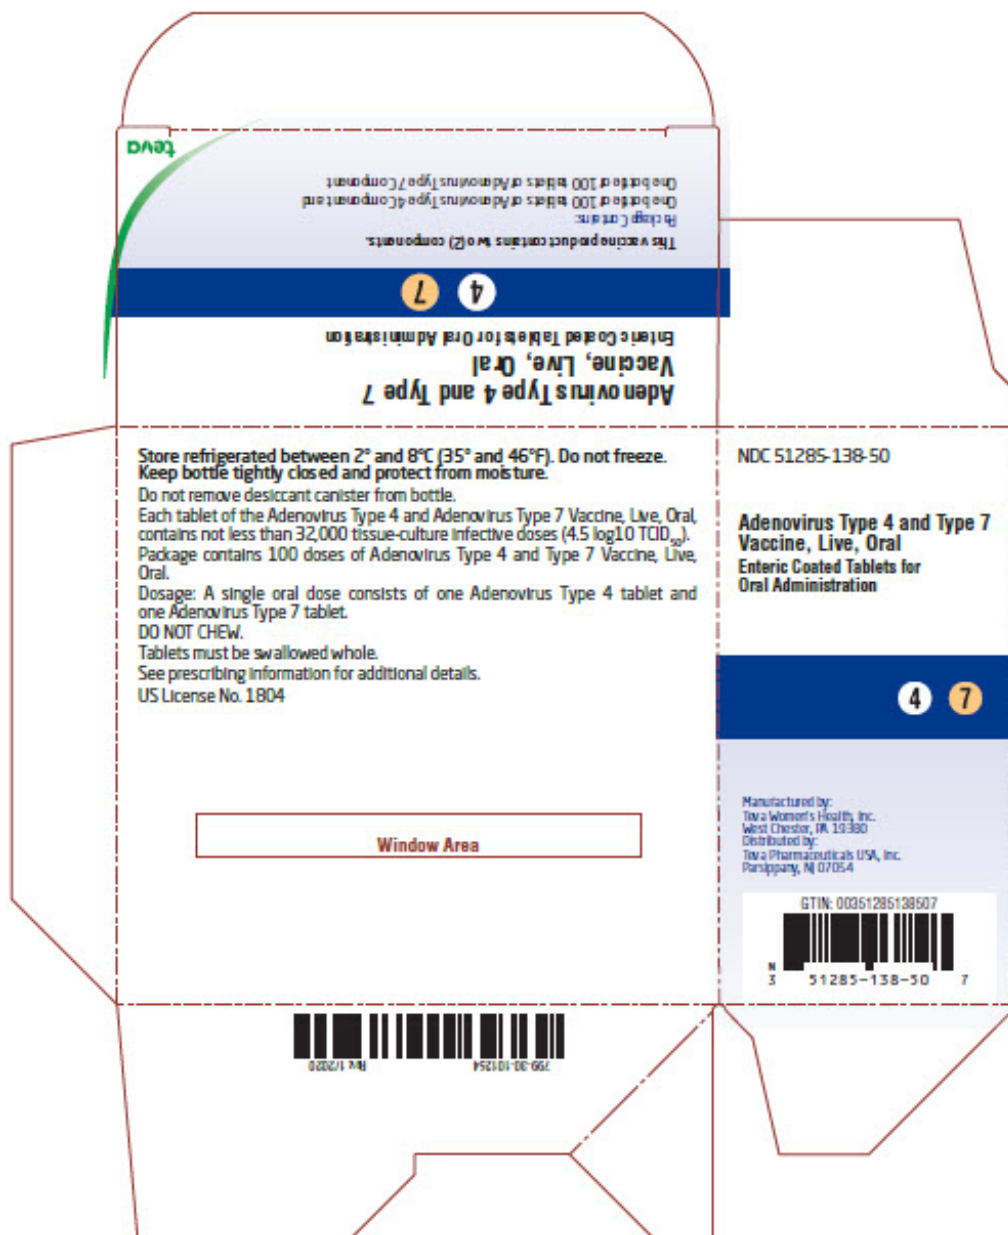 teva
Adenovirus Type 4 and Type 7
Vaccine, Live, Oral
Enteric Coated Tablets for Oral Administration
4 7
This vaccine product contains two (2) components.
Package Contains:
One bottle of 100 tablets of Adenovirus Type 4 Component and
One bottle of 100 tablets of Adenovirus Type 7 Component
Store refrigerated between 2° and 8°C (35° and 46°F). Do not freeze.
Keep bottle tightly closed and protect from moisture.
Do not remove desiccant canister from bottle.
Each tablet of the Adenovirus Type 4 and Adenovirus Type 7 Vaccine, Live, Oral,
contains not less than 32,000 tissue-culture infective doses (4.5 log10 TCID50).
Package contains 100 doses of Adenovirus Type 4 and Type 7 Vaccine, Live,
Oral.
Dosage: A single oral dose consists of one Adenovirus Type 4 tablet and
one Adenovirus Type 7 tablet.
DO NOT CHEW.
Tablets must be swallowed whole.
See prescribing information for additional details.
US License No. 1804
Window Area
NDC 51285-138-50
Adenovirus Type 4 and Type 7
Vaccine, Live, Oral
Enteric Coated Tablets for
Oral Administration
4 7
Manufactured by:
Teva Women's Health, Inc.
West Chester, PA 19380
Distributed by:
Teva Pharmaceuticals USA, Inc.
Parsippany, NJ 07054
GTIN: 00351285138507
N
3 51285-138-50 7
799-30-101254 Rev. 1/2020